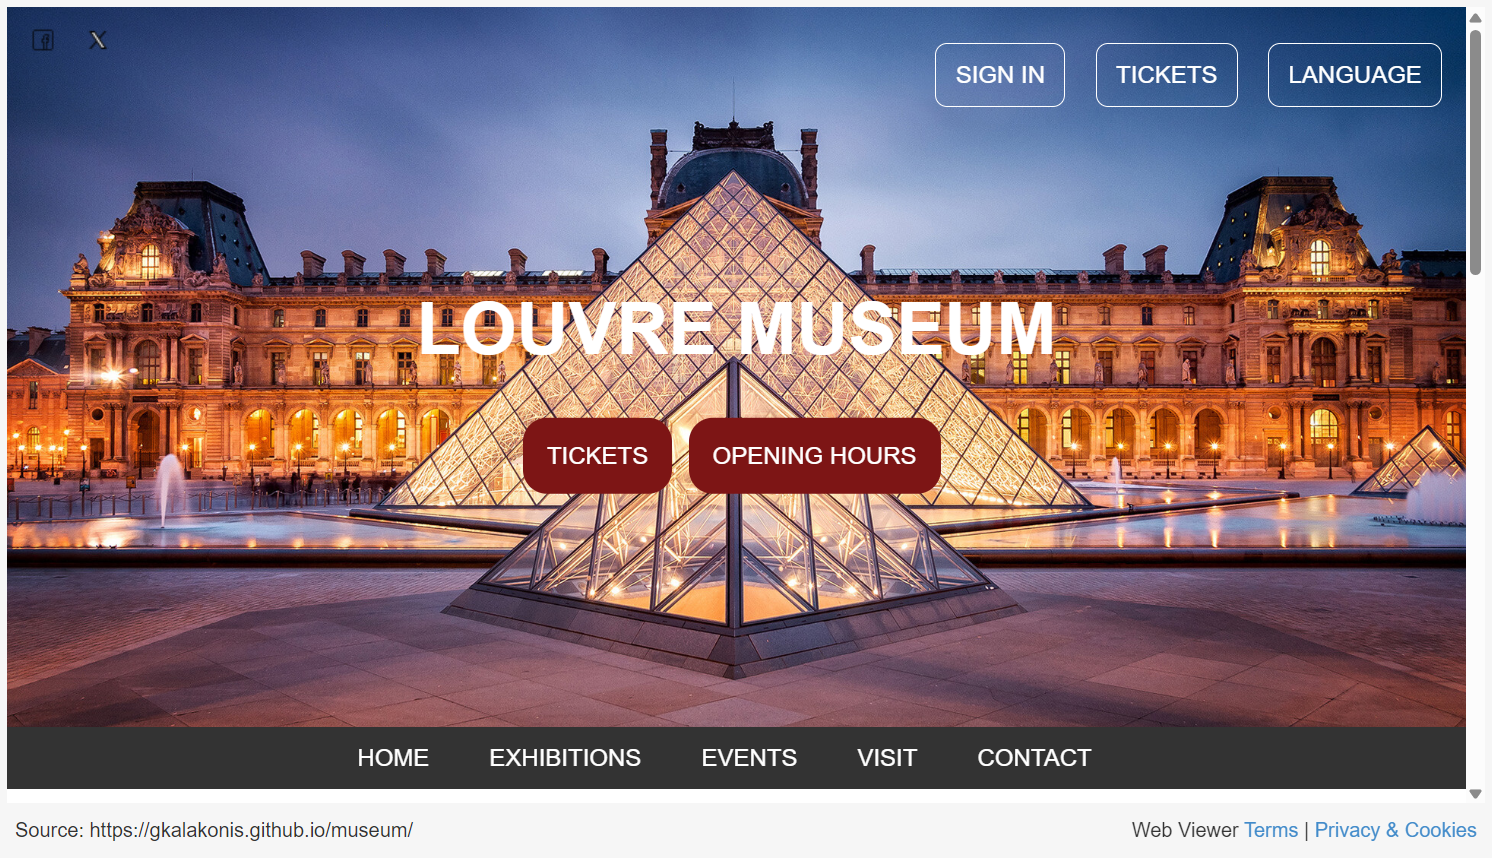 SIGN IN
TICKETS
LANGUAGE
LOUVRE MUSEUM
TICKETS
OPENING HOURS
HOME
EXHIBITIONS
EVENTS
VISIT
CONTACT
Source: https://gkalakonis.github.io/museum/
Web Viewer Terms | Privacy & Cookies